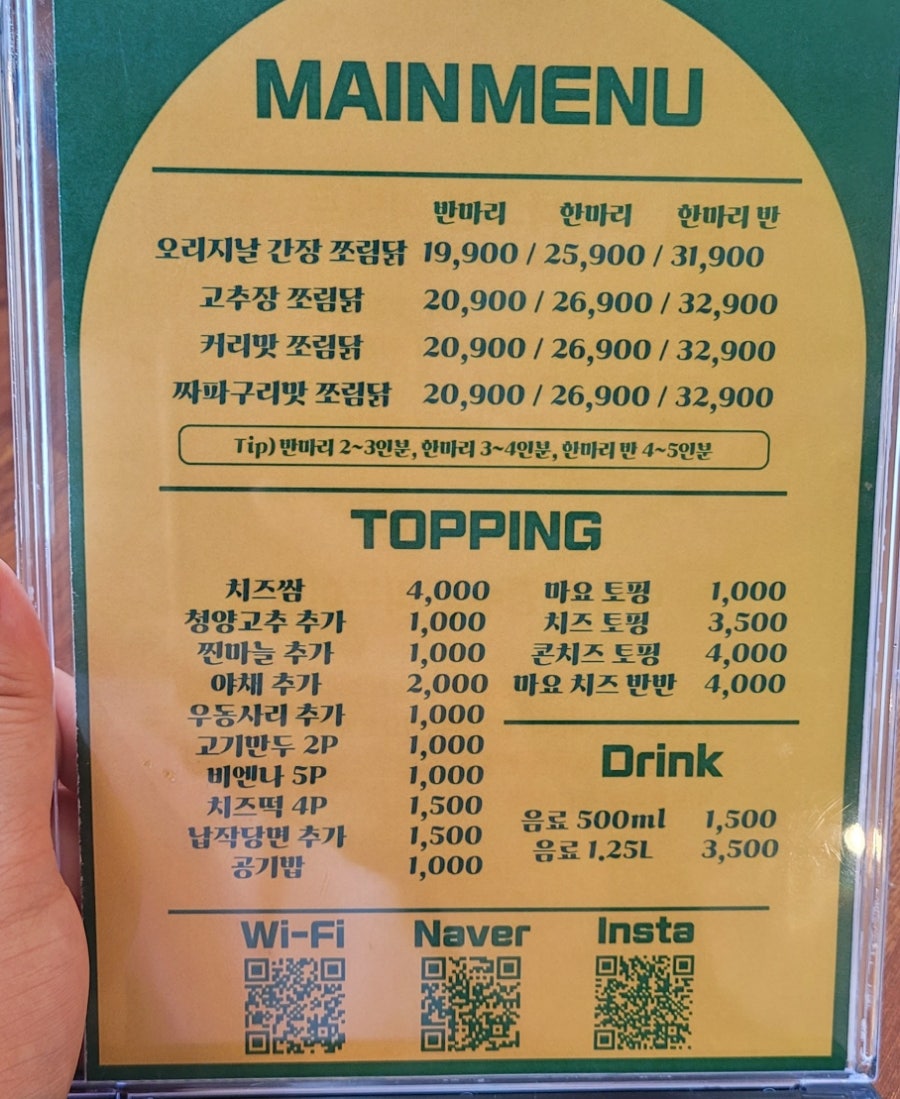 MAIN MENU
반마리 한마리 한마리 반
오리지날 간장 쪼림닭 19,900 / 25,900 / 31,900
고추장 쪼림닭 20,900 / 26,900 / 32,900
커리맛 쪼림닭 20,900 / 26,900 / 32,900
짜파구리맛 쪼림닭 20,900 / 26,900 / 32,900
Tip) 반마리 2~3인분, 한마리 3~4인분, 한마리 반 4~5인분
TOPPING
치즈쌈 4,000
청양고추 추가 1,000
찐마늘 추가 1,000
야채 추가 2,000
우동사리 추가 1,000
고기만두 2P 1,000
비엔나 5P 1,000
치즈떡 4P 1,500
납작당면 추가 1,500
공기밥 1,000
마요 토핑 1,000
치즈 토핑 3,500
콘치즈 토핑 4,000
마요 치즈 반반 4,000
Drink
음료 500ml 1,500
음료 1.25L 3,500
Wi-Fi Naver Insta